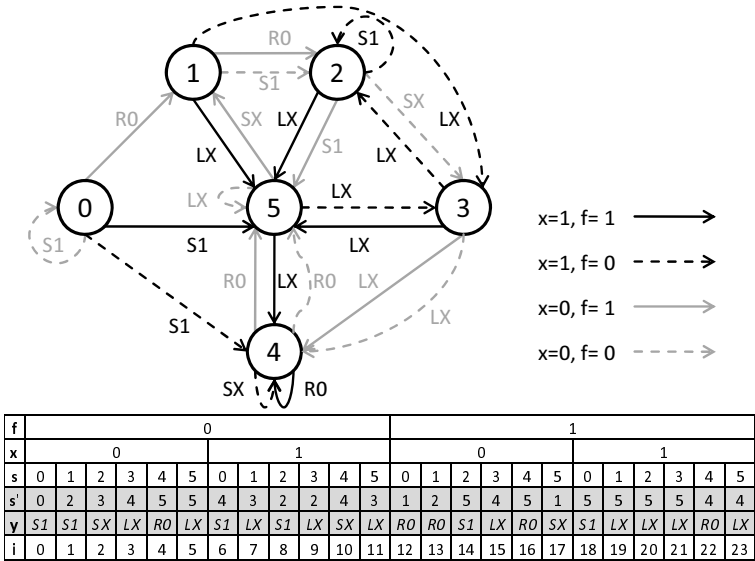 R0
S1
S1
1
2
SX
LX
R0
SX
LX
LX
S1
LX
LX
LX
0
5
3
S1
S1
LX
x=1, f= 1
R0
LX
R0
LX
x=1, f= 0
S1
LX
x=0, f= 1
4
x=0, f= 0
SX
R0
f 0 1
x 0 1 0 1
s 0 1 2 3 4 5 0 1 2 3 4 5 0 1 2 3 4 5 0 1 2 3 4 5
s' 0 2 3 4 5 5 4 3 2 2 4 3 1 2 5 4 5 1 5 5 5 5 4 4
y S1 S1 SX LX R0 LX S1 LX S1 LX SX LX R0 R0 S1 LX R0 SX S1 LX LX LX R0 LX
i 0 1 2 3 4 5 6 7 8 9 10 11 12 13 14 15 16 17 18 19 20 21 22 23